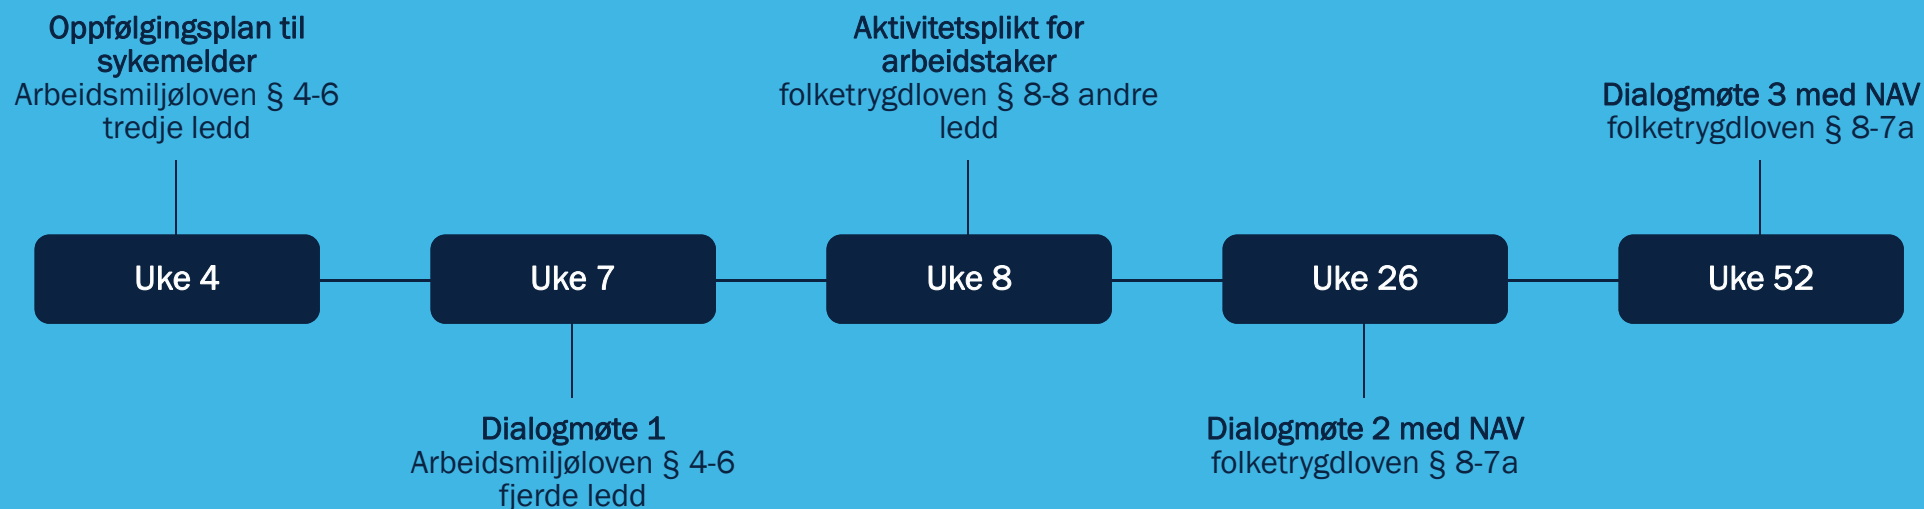 Oppfølgingsplan til
sykemelder
Arbeidsmiljøloven § 4-6
tredje ledd
Aktivitetsplikt for
arbeidstaker
folketrygdloven § 8-8 andre
ledd
Dialogmøte 3 med NAV
folketrygdloven § 8-7a
Uke 4
Uke 7
Uke 8
Uke 26
Uke 52
Dialogmøte 1
Arbeidsmiljøloven § 4-6
fjerde ledd
Dialogmøte 2 med NAV
folketrygdloven § 8-7a